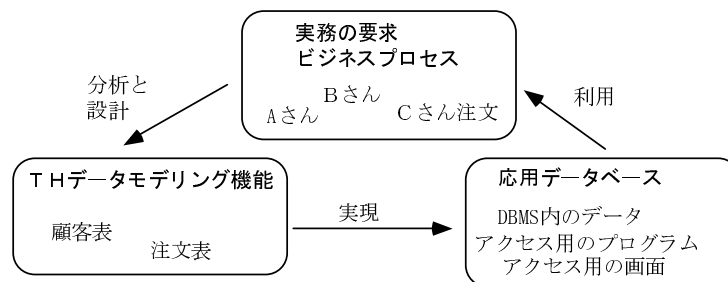 実務の要求
ビジネスプロセス
Bさん
Aさん
Cさん注文
分析と
設計
利用
THデータモデリング機能
顧客表
注文表
実現
応用データベース
DBMS内のデータ
アクセス用のプログラム
アクセス用の画面